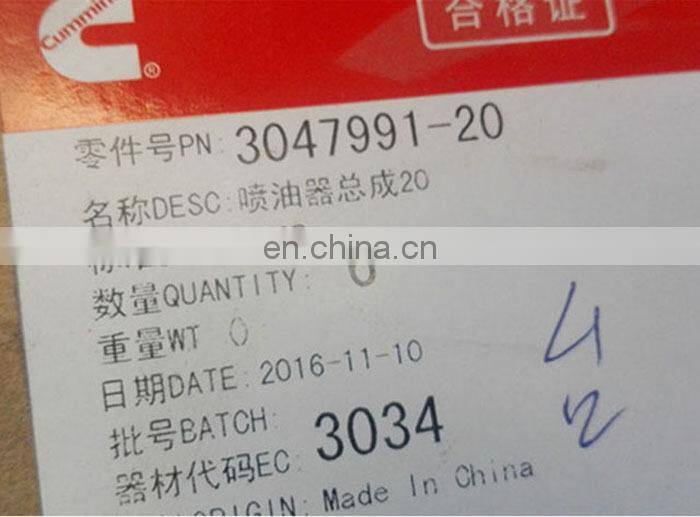 Cummins
®
合格证
零件号PN: 3047991-20
名称DESC:喷油器总成20
en.china.cn
数量QUANTITY: 0
重量WT 0
日期DATE:2016-11-10
批号BATCH:
器材代码EC: 3034
ORIGIN: Made In China
4
2